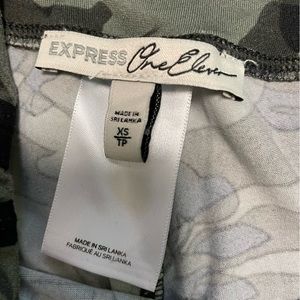 EXPRESS One Eleven
MADE IN
SRI LANKA
XS
TP
MADE IN SRI LANKA
FABRIQUÉ AU SRI LANKA